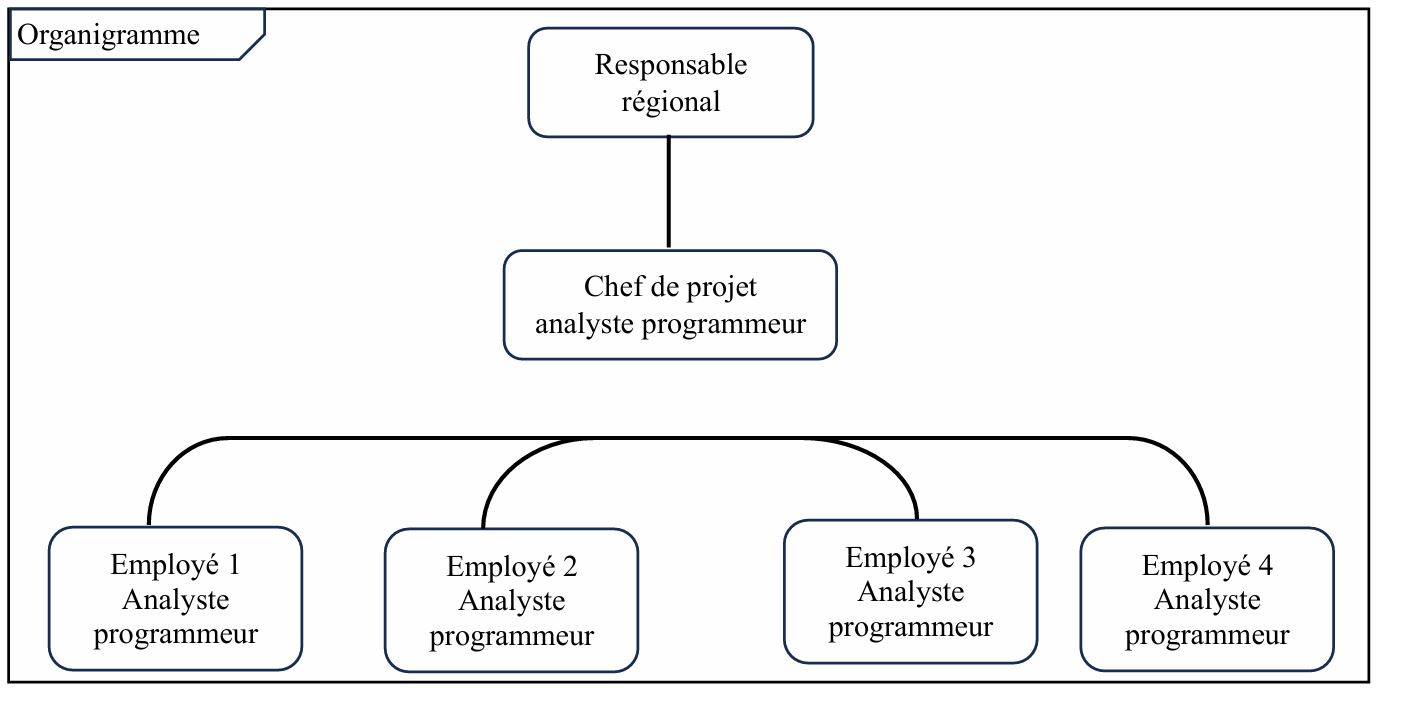 Organigramme
Responsable
régional
Chef de projet
analyste programmeur
Employé 1
Analyste
programmeur
Employé 2
Analyste
programmeur
Employé 3
Analyste
programmeur
Employé 4
Analyste
programmeur